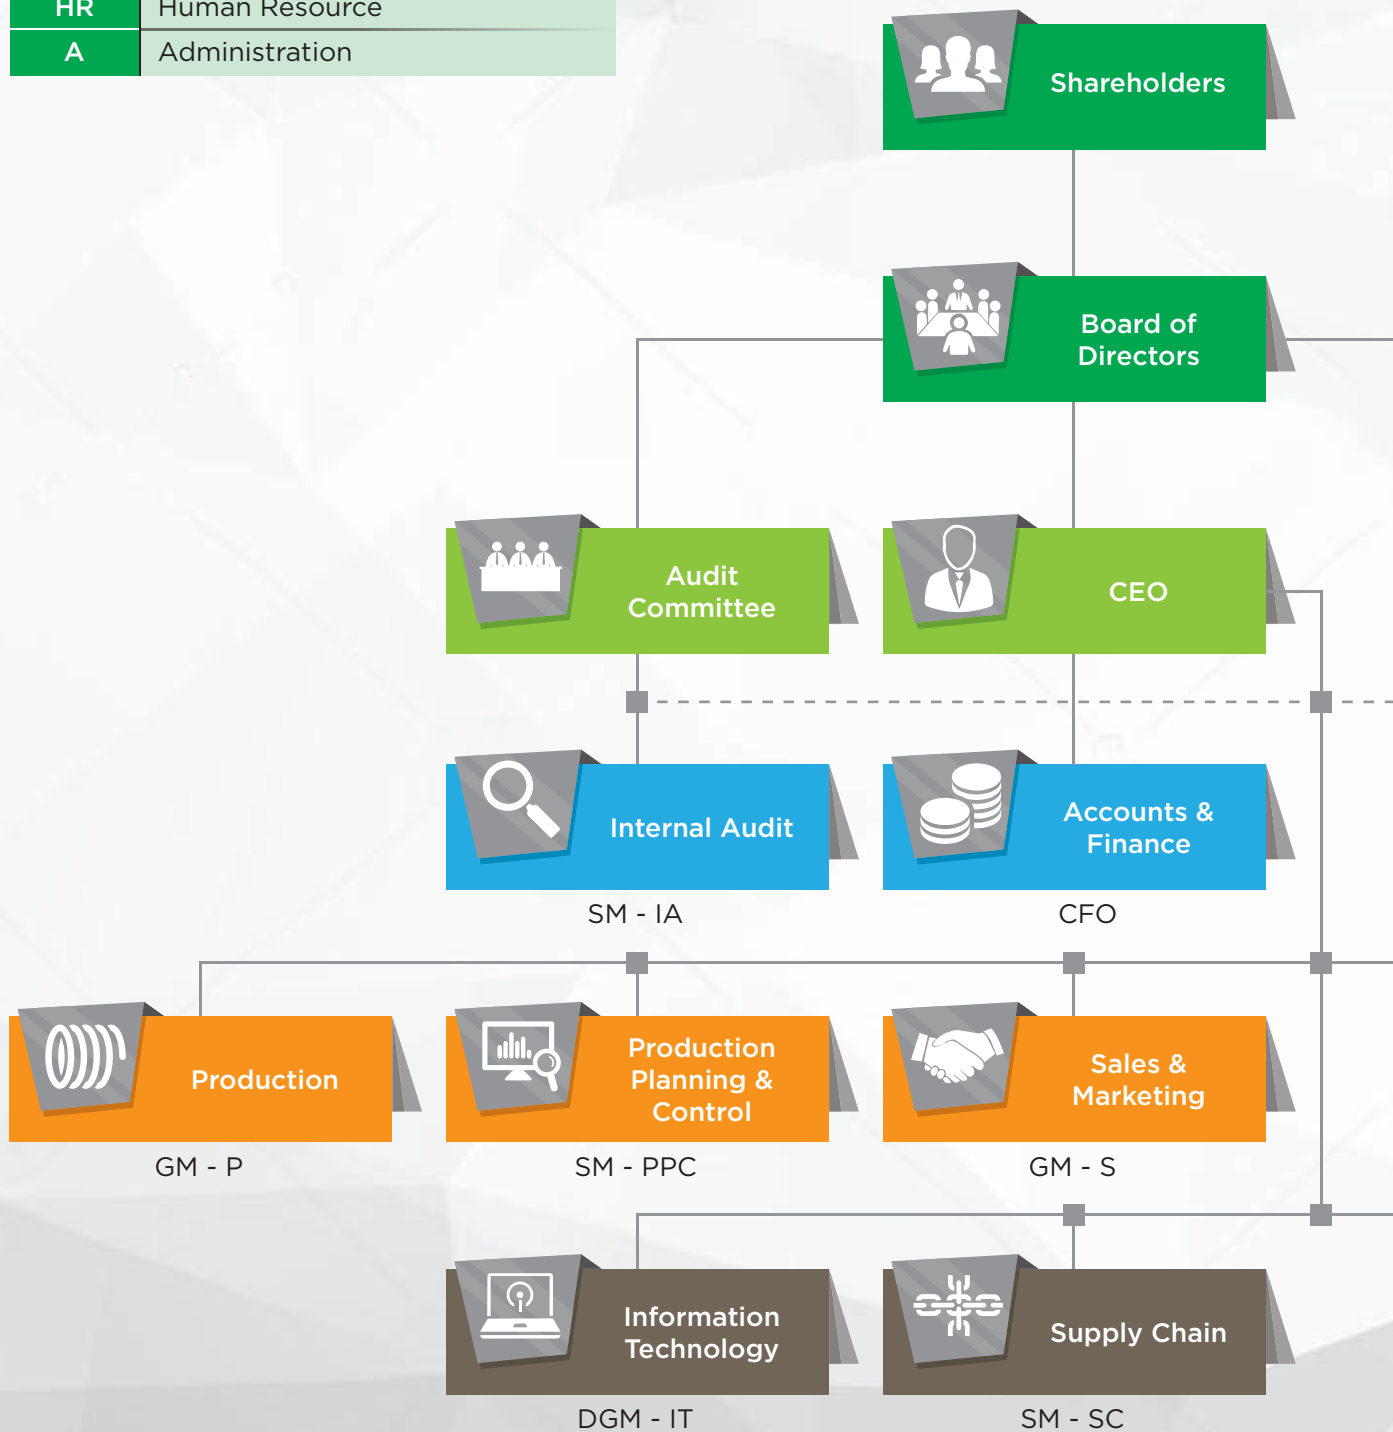 HR Human Resource
A Administration
Shareholders
Board of
Directors
Audit
Committee
CEO
Internal Audit
Accounts &
Finance
SM - IA
CFO
Production
Production
Planning &
Control
Sales &
Marketing
GM - P
SM - PPC
GM - S
Information
Technology
Supply Chain
DGM - IT
SM - SC